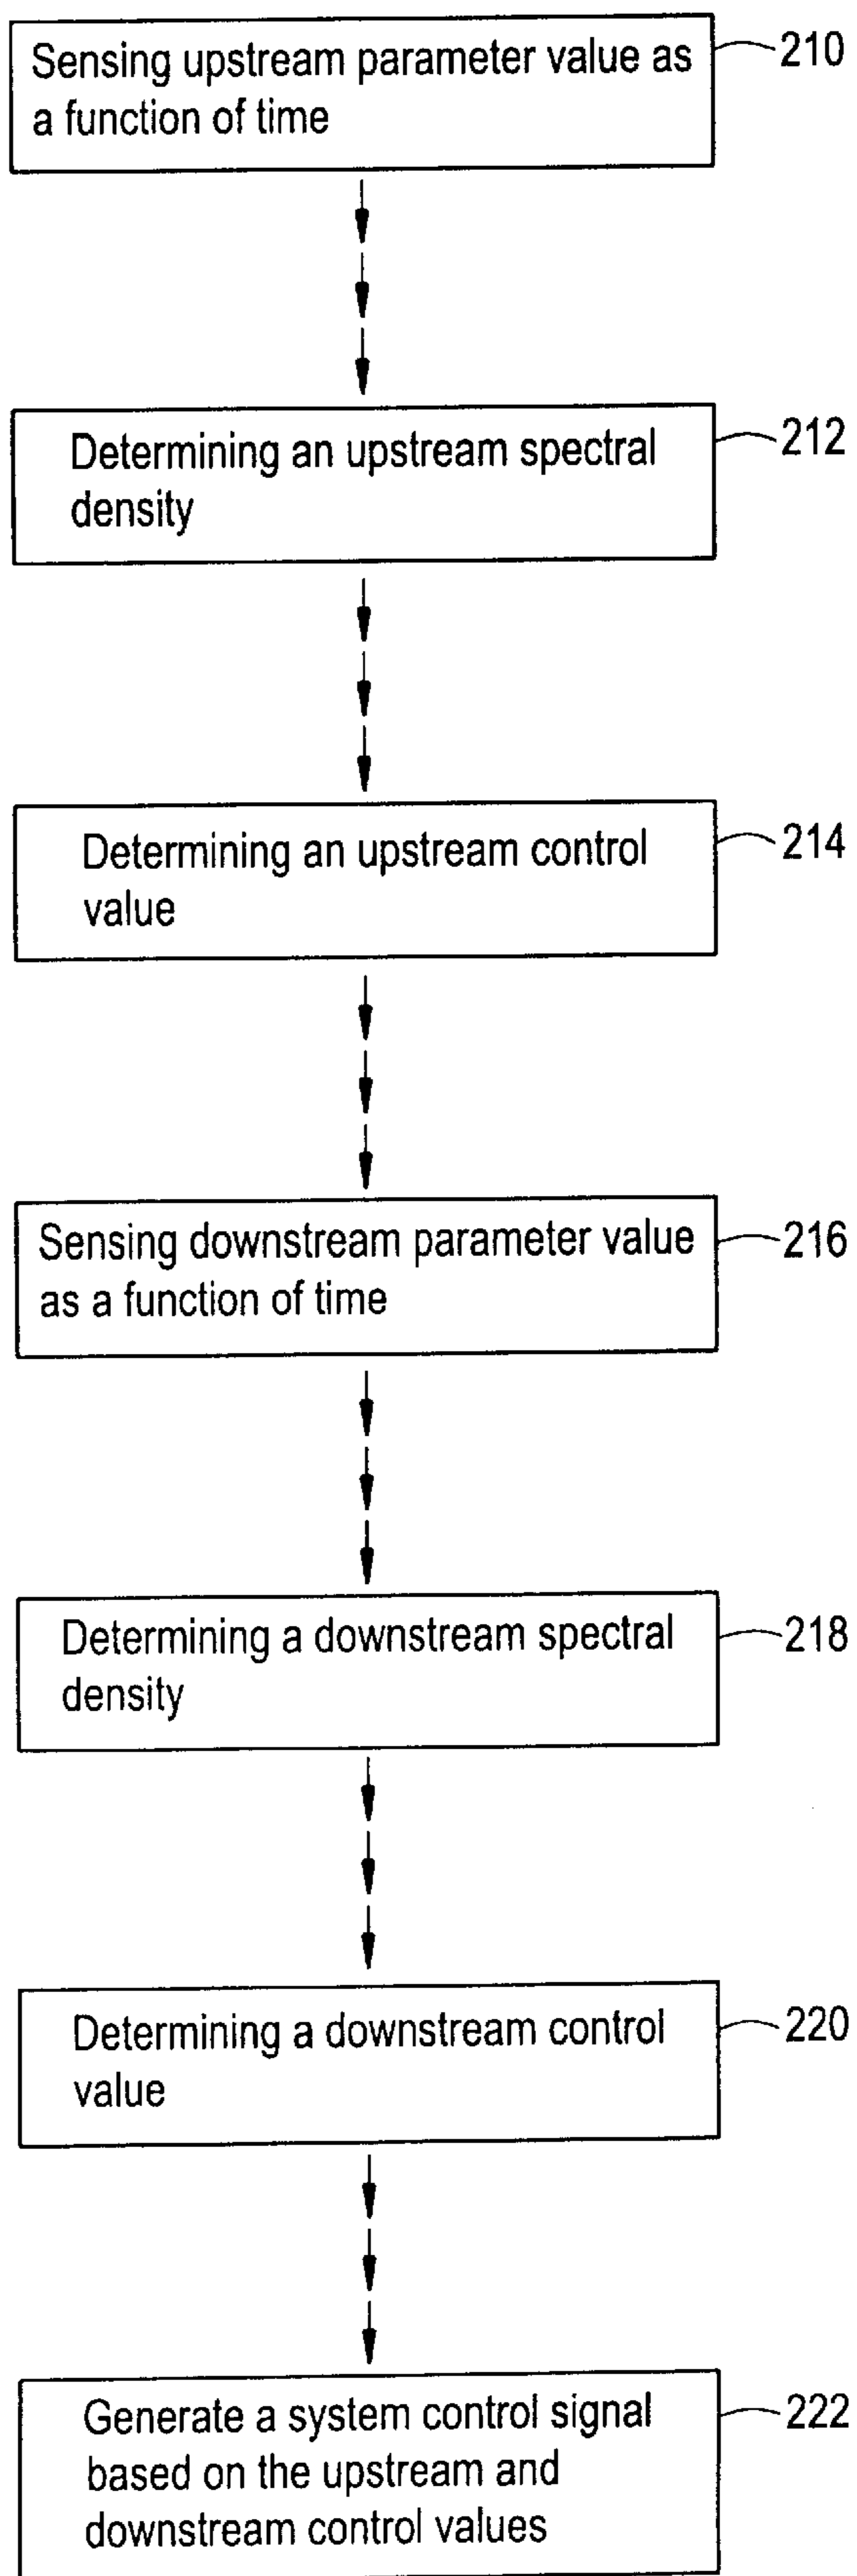 Sensing upstream parameter value as
a function of time
210
Determining an upstream spectral
density
212
Determining an upstream control
value
214
Sensing downstream parameter value
as a function of time
216
Determining a downstream spectral
density
218
Determining a downstream control
value
220
Generate a system control signal
based on the upstream and
downstream control values
222